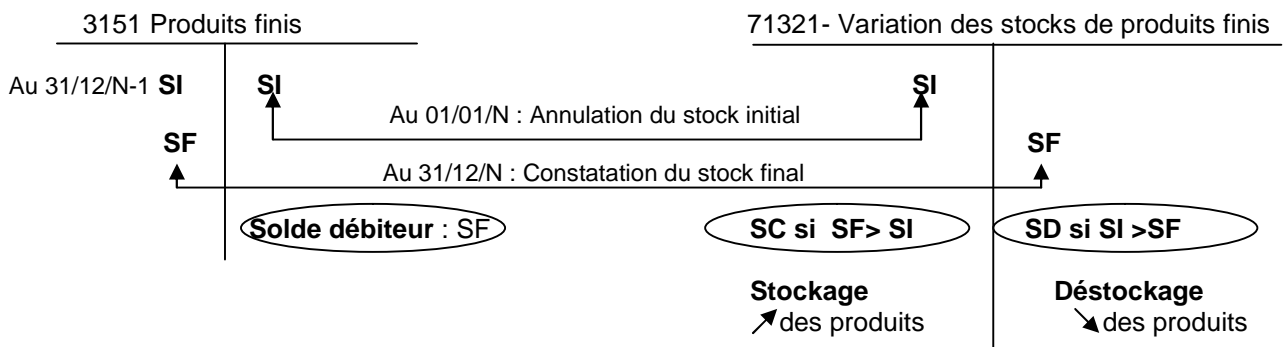 3151 Produits finis 71321- Variation des stocks de produits finis
Au 31/12/N-1 SI SI SI
Au 01/01/N : Annulation du stock initial
SF SF
Au 31/12/N : Constatation du stock final
Solde débiteur : SF SC si SF> SI SD si SI >SF
Stockage Déstockage
des produits des produits